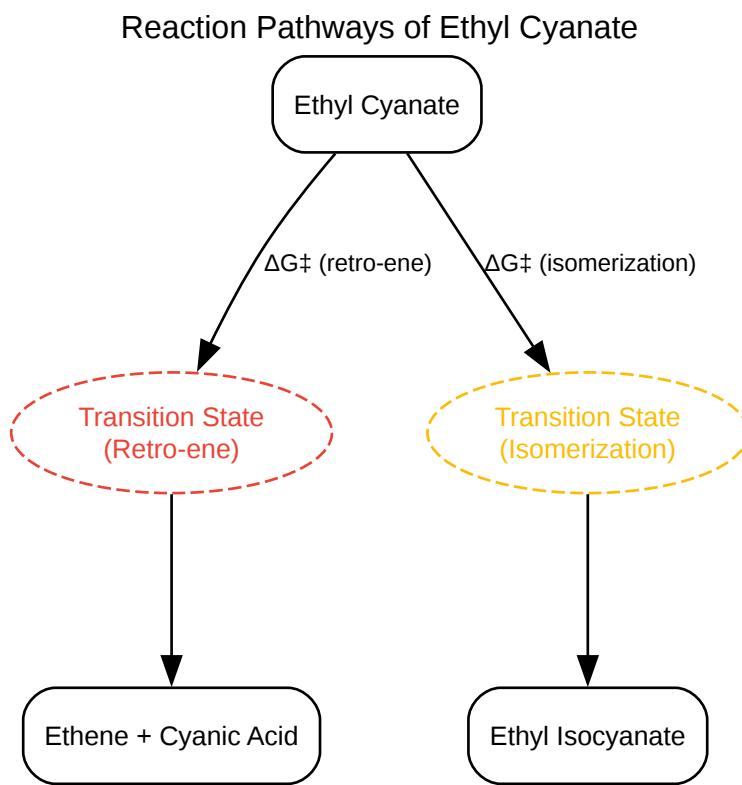 Reaction Pathways of Ethyl Cyanate
Ethyl Cyanate
ΔG‡ (retro-ene)
ΔG‡ (isomerization)
Transition State
(Retro-ene)
Transition State
(Isomerization)
Ethene + Cyanic Acid
Ethyl Isocyanate